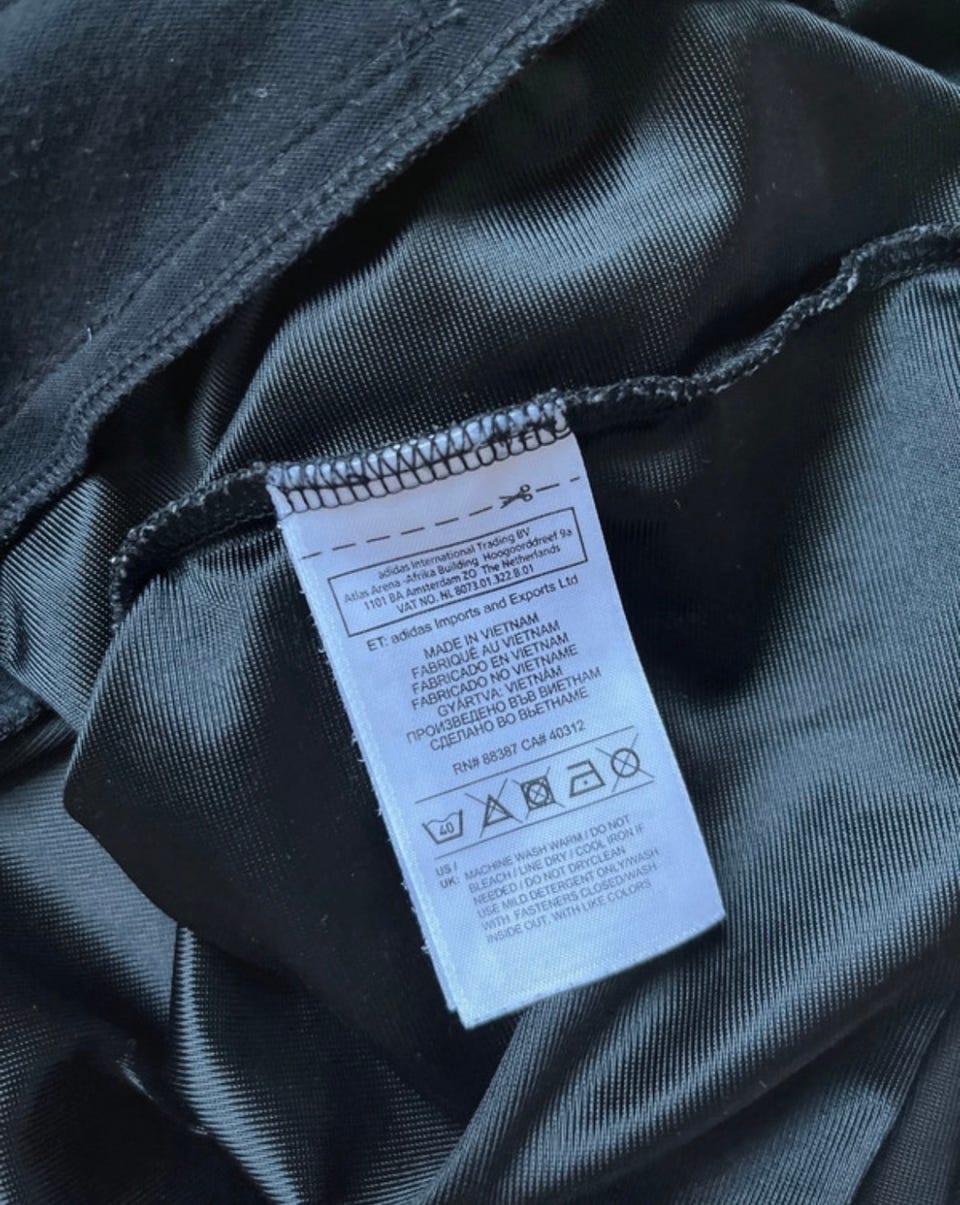 adidas International Trading BV
Atlas Arena -Afrika Building Hoogoorddreef 9a
1101 BA Amsterdam ZO The Netherlands
VAT NO. NL 8073.01.322.B.01
ET: adidas Imports and Exports Ltd
MADE IN VIETNAM
FABRIQUÉ AU VIETNAM
FABRICADO EN VIETNAM
FABRICADO NO VIETNAME
GYÁRTVA: VIETNÁM
ПРОИЗВЕДЕНО ВЪВ ВИЕТНАМ
СДЕЛАНО ВО ВЬЕТНАМЕ
RN# 88387 CA# 40312
40
US / UK: MACHINE WASH WARM / DO NOT
BLEACH / LINE DRY / COOL IRON IF
NEEDED / DO NOT DRYCLEAN
USE MILD DETERGENT ONLY/WASH
WITH FASTENERS CLOSED/WASH
INSIDE OUT, WITH LIKE COLORS